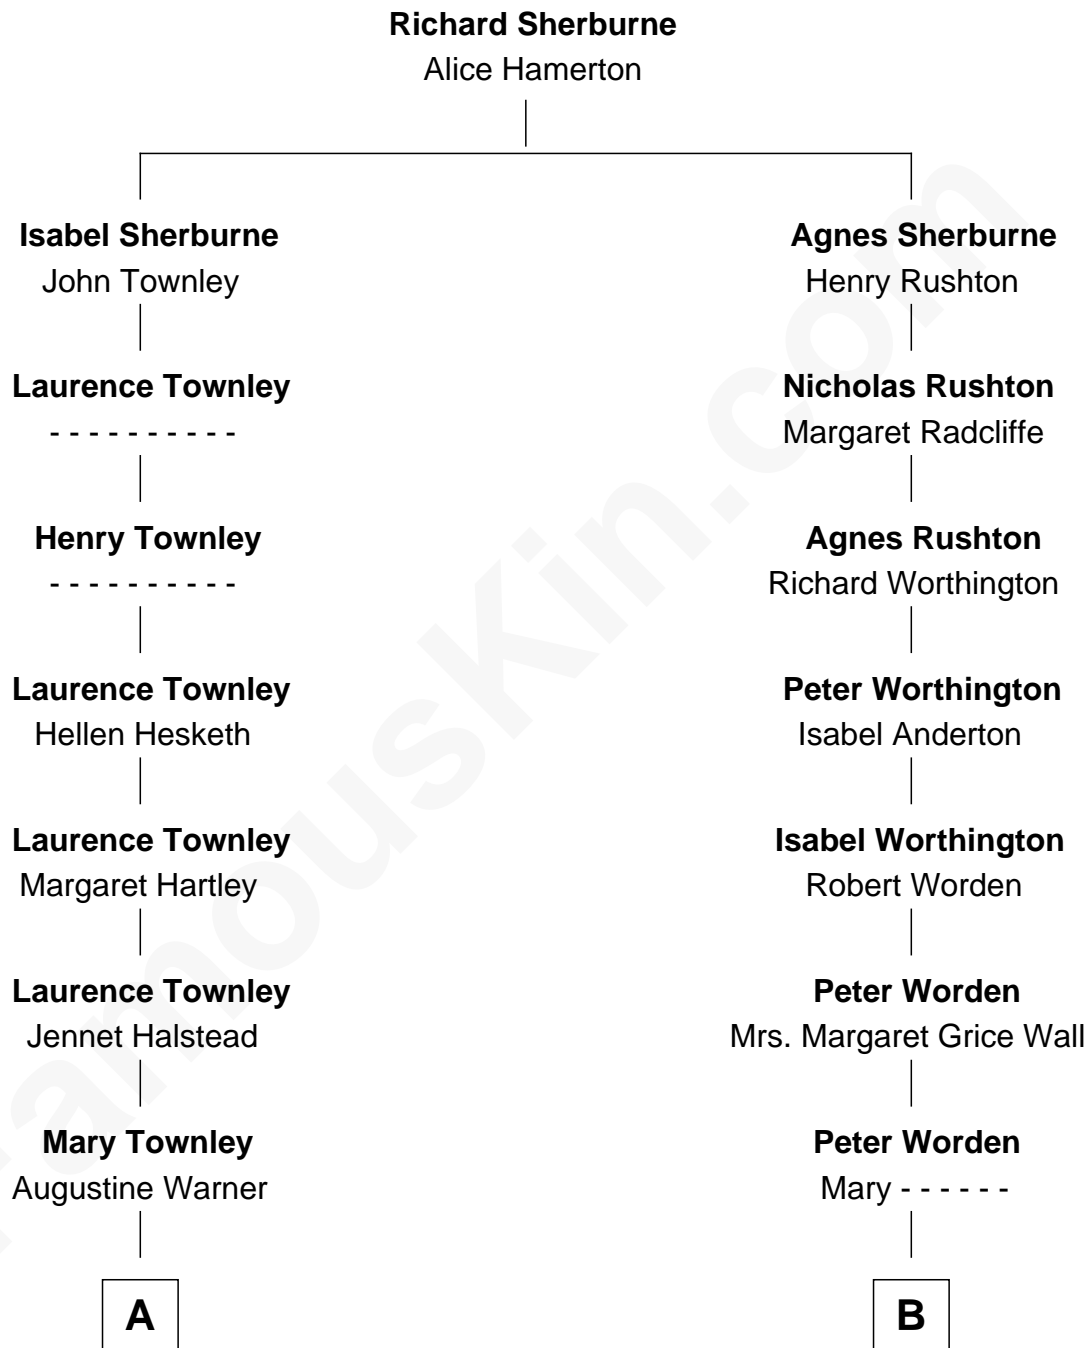 Richard Sherburne
Alice Hamerton
Isabel Sherburne
John Townley
Agnes Sherburne
Henry Rushton
Laurence Townley
- - - - - - - - - -
Nicholas Rushton
Margaret Radcliffe
Henry Townley
- - - - - - - - - -
Agnes Rushton
Richard Worthington
Laurence Townley
Hellen Hesketh
Peter Worthington
Isabel Anderton
Laurence Townley
Margaret Hartley
Isabel Worthington
Robert Worden
Laurence Townley
Jennet Halstead
Peter Worden
Mrs. Margaret Grice Wall
Mary Townley
Augustine Warner
Peter Worden
Mary - - - - - -
A
B
FamousKin.com